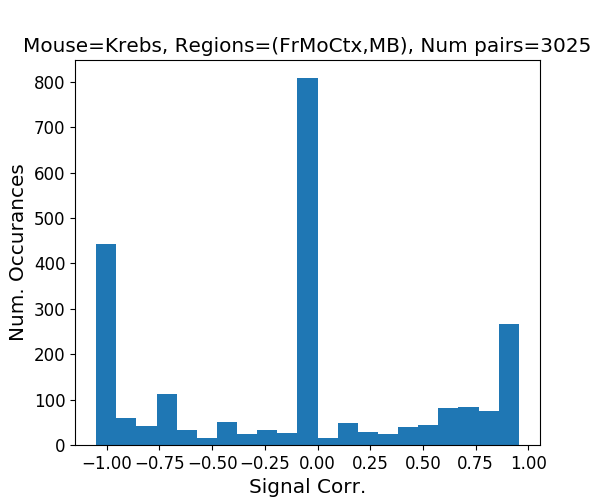 Mouse=Krebs, Regions=(FrMoCtx,MB), Num pairs=3025
Num. Occurances
800
700
600
500
400
300
200
100
0
−1.00 −0.75 −0.50 −0.25 0.00 0.25 0.50 0.75 1.00
Signal Corr.